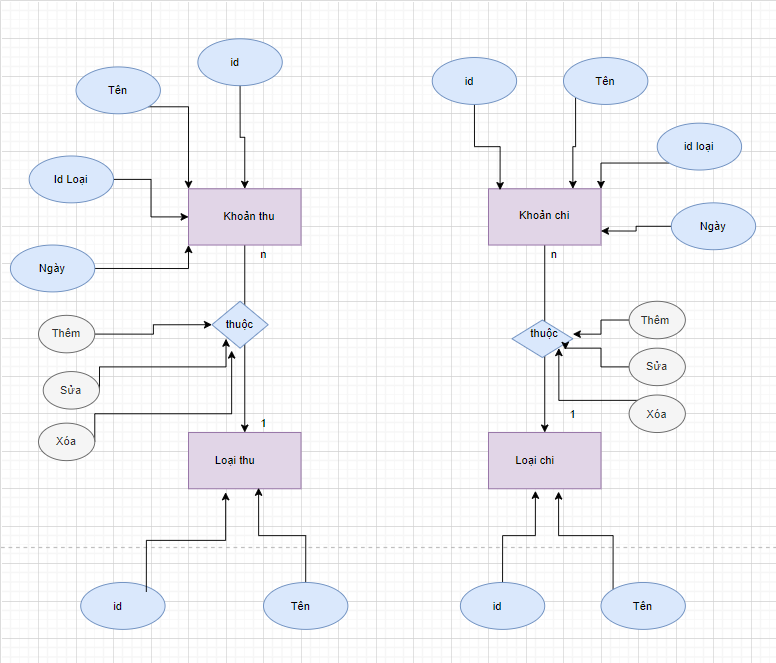 id
Tên
Id Loại
Ngày
Khoản thu
n
thuộc
Thêm
Sửa
Xóa
1
Loại thu
id
Tên
id
Tên
id loại
Ngày
Khoản chi
n
thuộc
Thêm
Sửa
Xóa
1
Loại chi
id
Tên